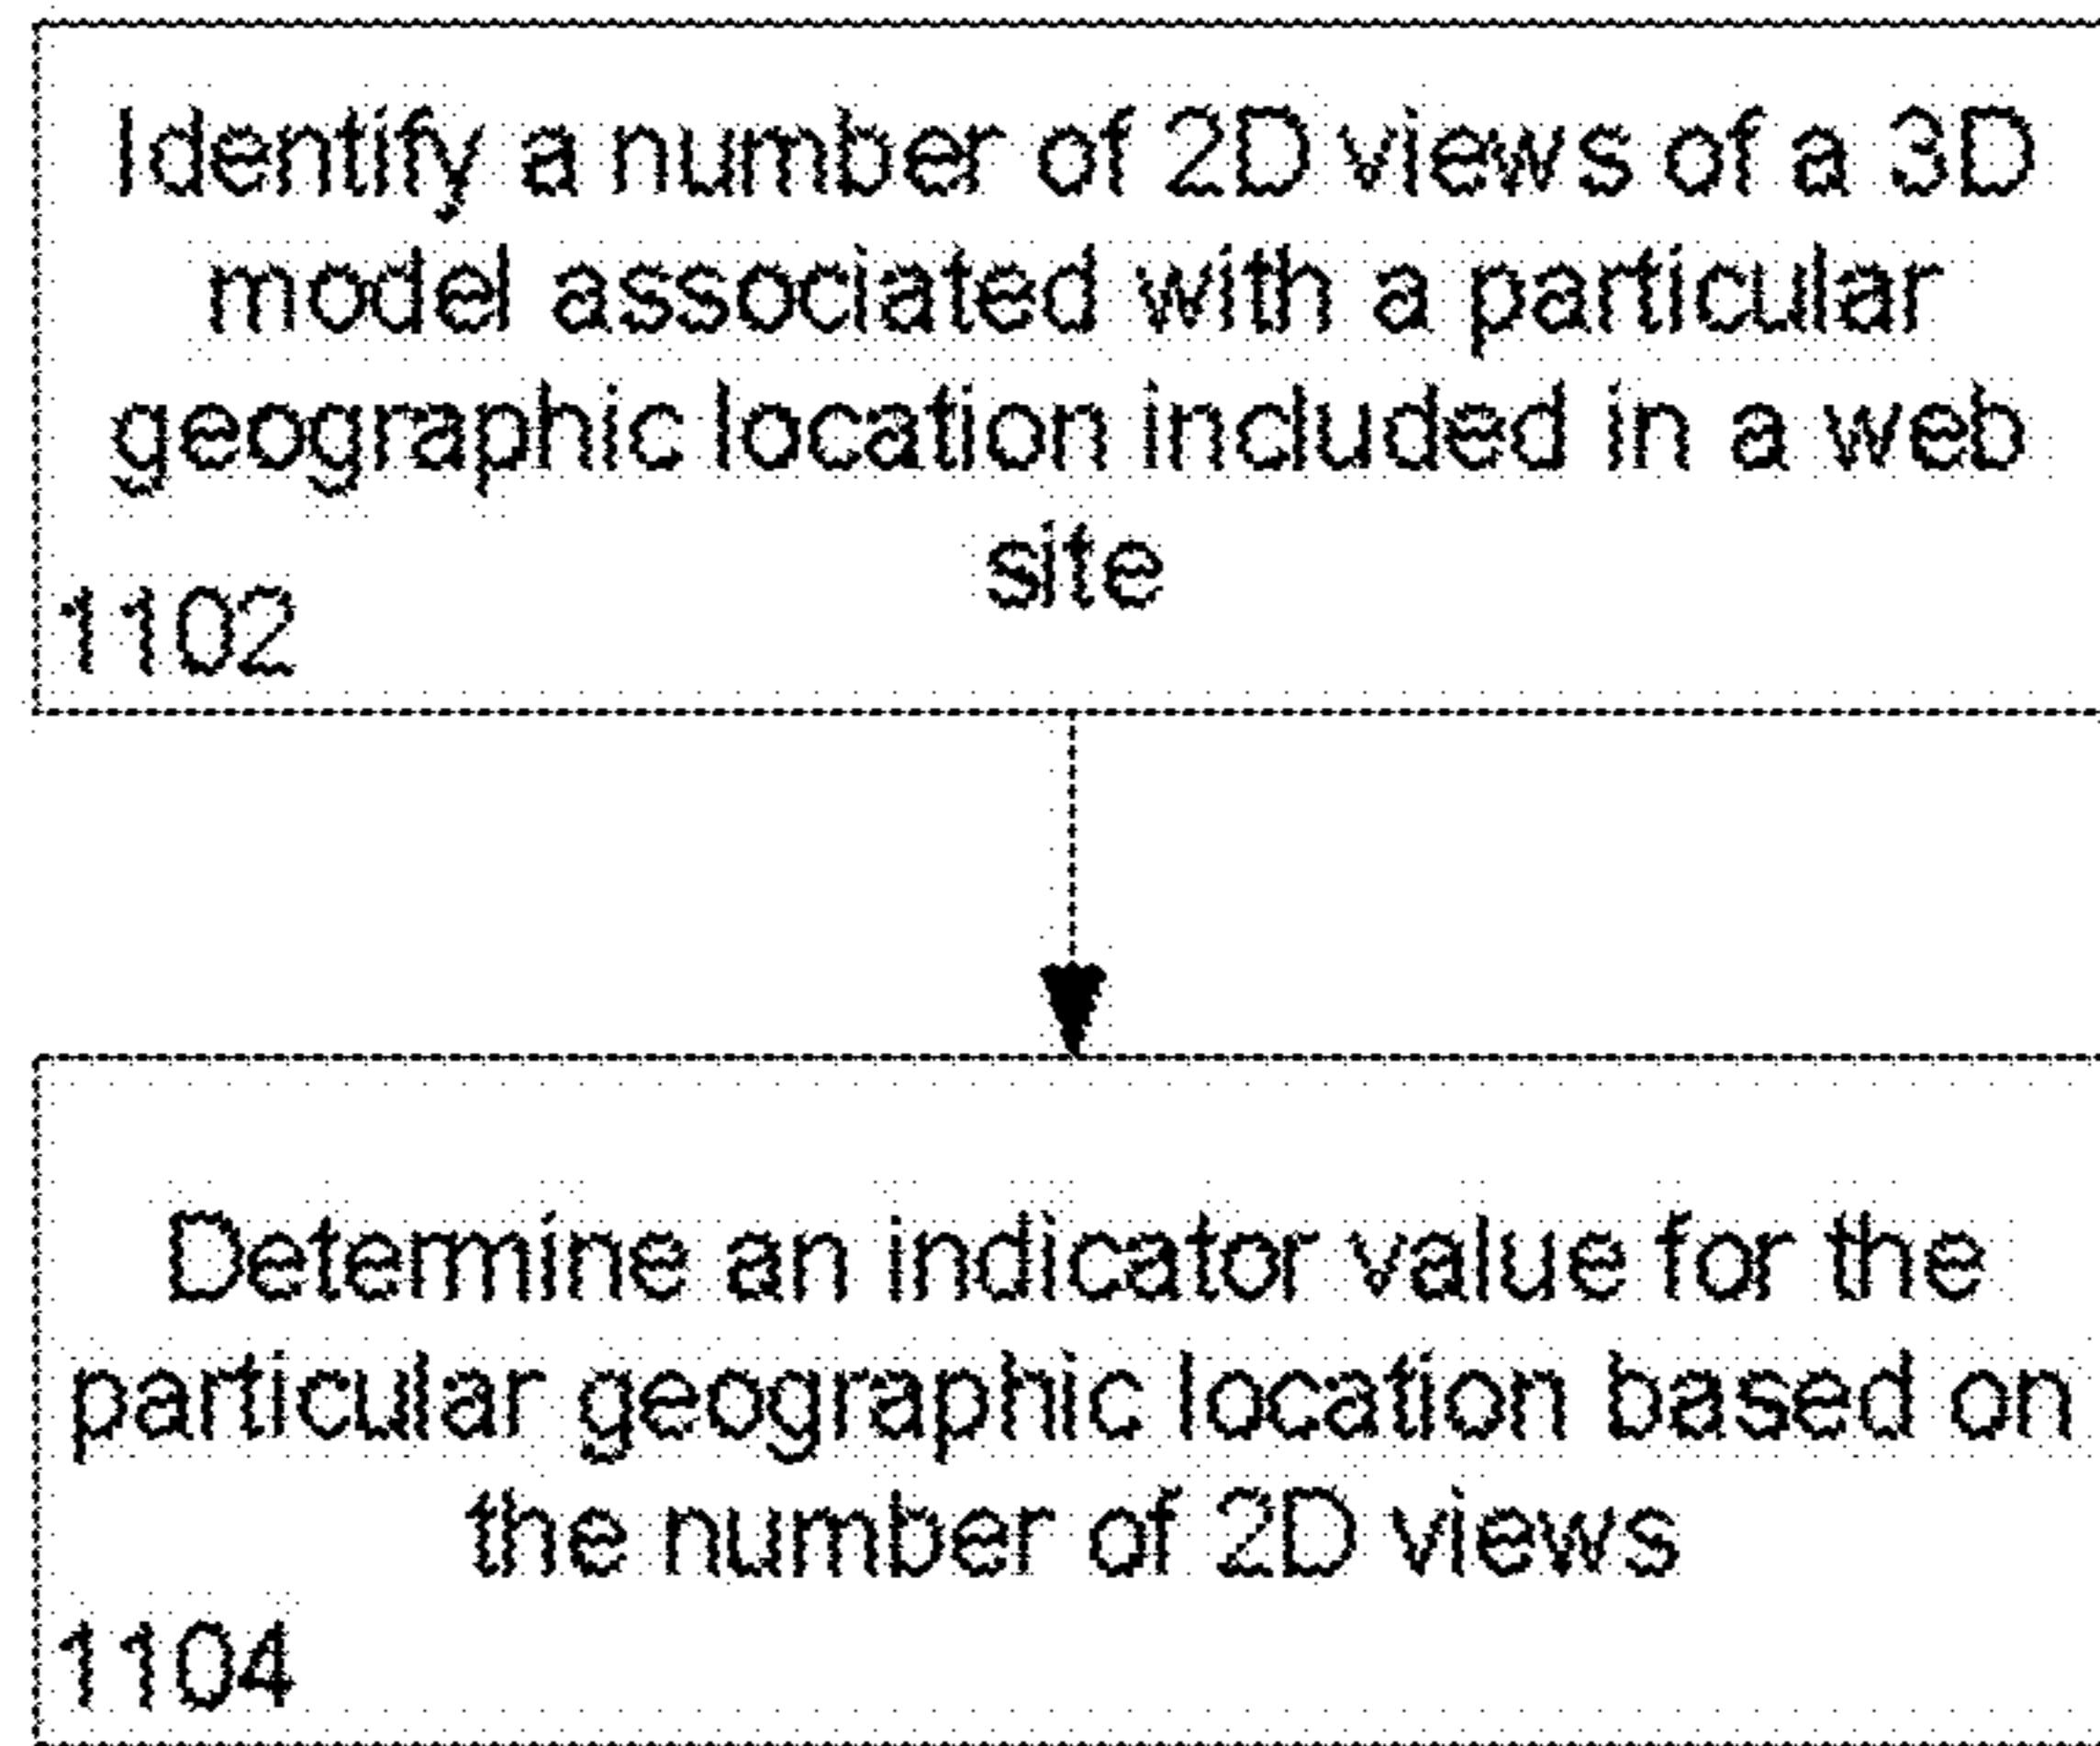 Identify a number of 2D views of a 3D
model associated with a particular
geographic location included in a web
site
1102
Determine an indicator value for the
particular geographic location based on
the number of 2D views
1104